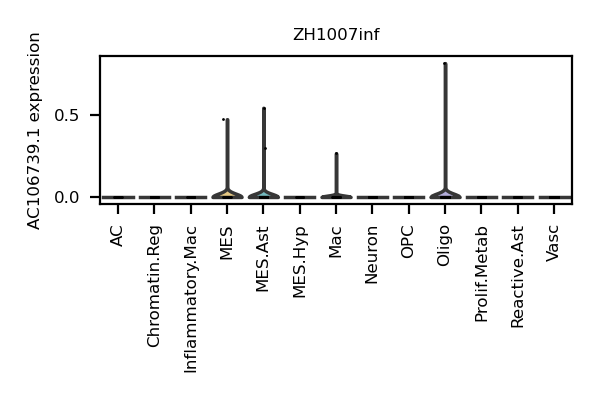 ZH1007inf
AC106739.1 expression
0.5
0.0
AC
Chromatin.Reg
Inflammatory.Mac
MES
MES.Ast
MES.Hyp
Mac
Neuron
OPC
Oligo
Prolif.Metab
Reactive.Ast
Vasc